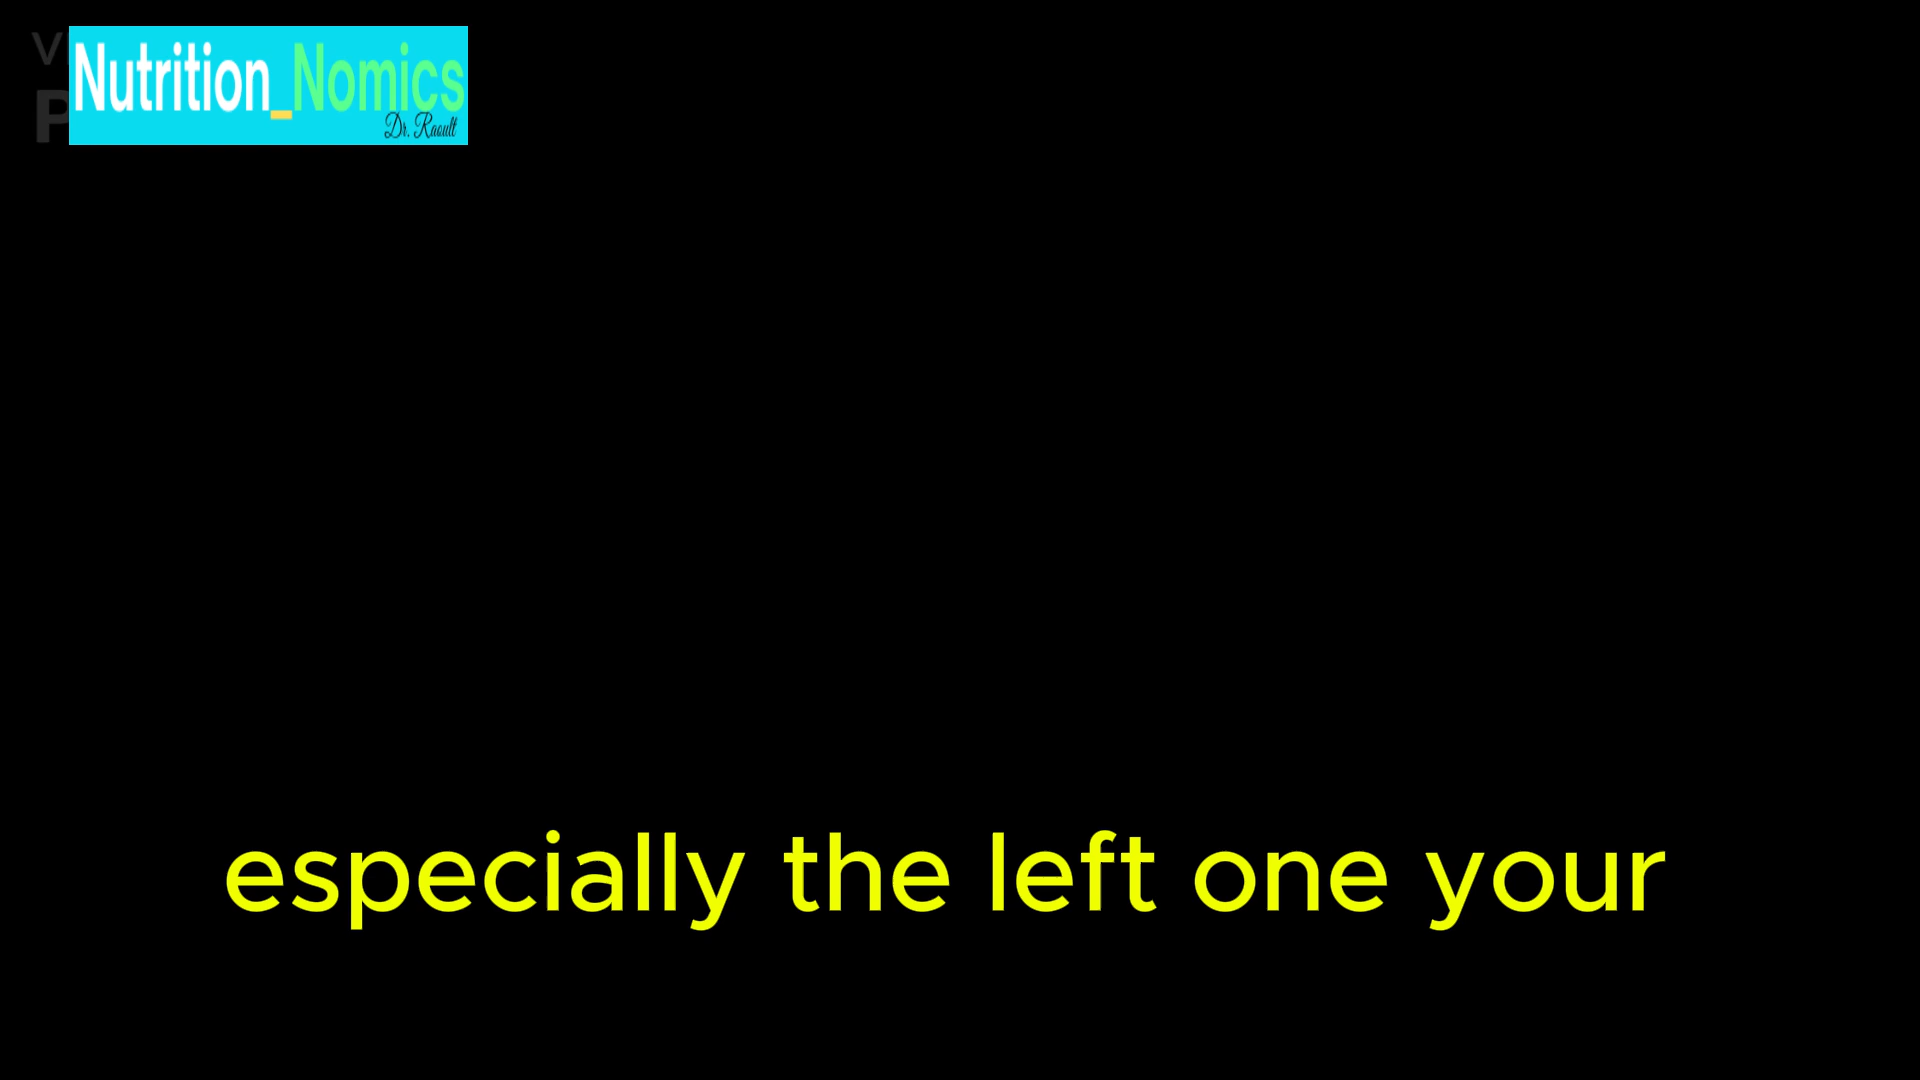 Nutrition_Nomics
Dr. Raoult
especially the left one your